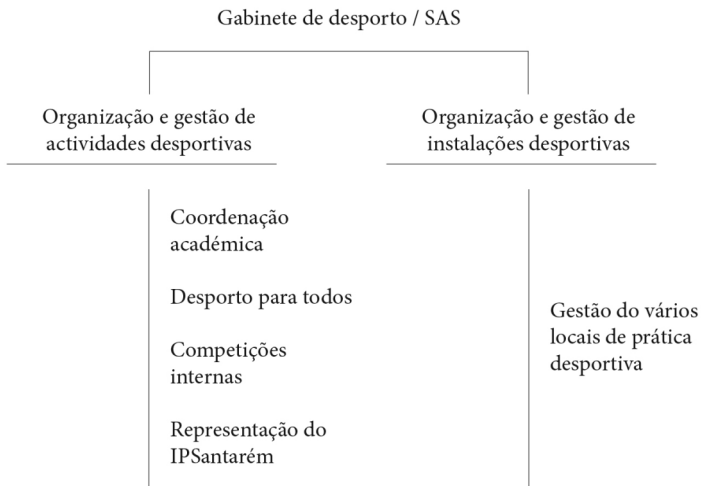 Gabinete de desporto / SAS
Organização e gestão de
actividades desportivas
Organização e gestão de
instalações desportivas
Coordenação
académica
Desporto para todos
Competições
internas
Representação do
IPSantarém
Gestão do vários
locais de prática
desportiva